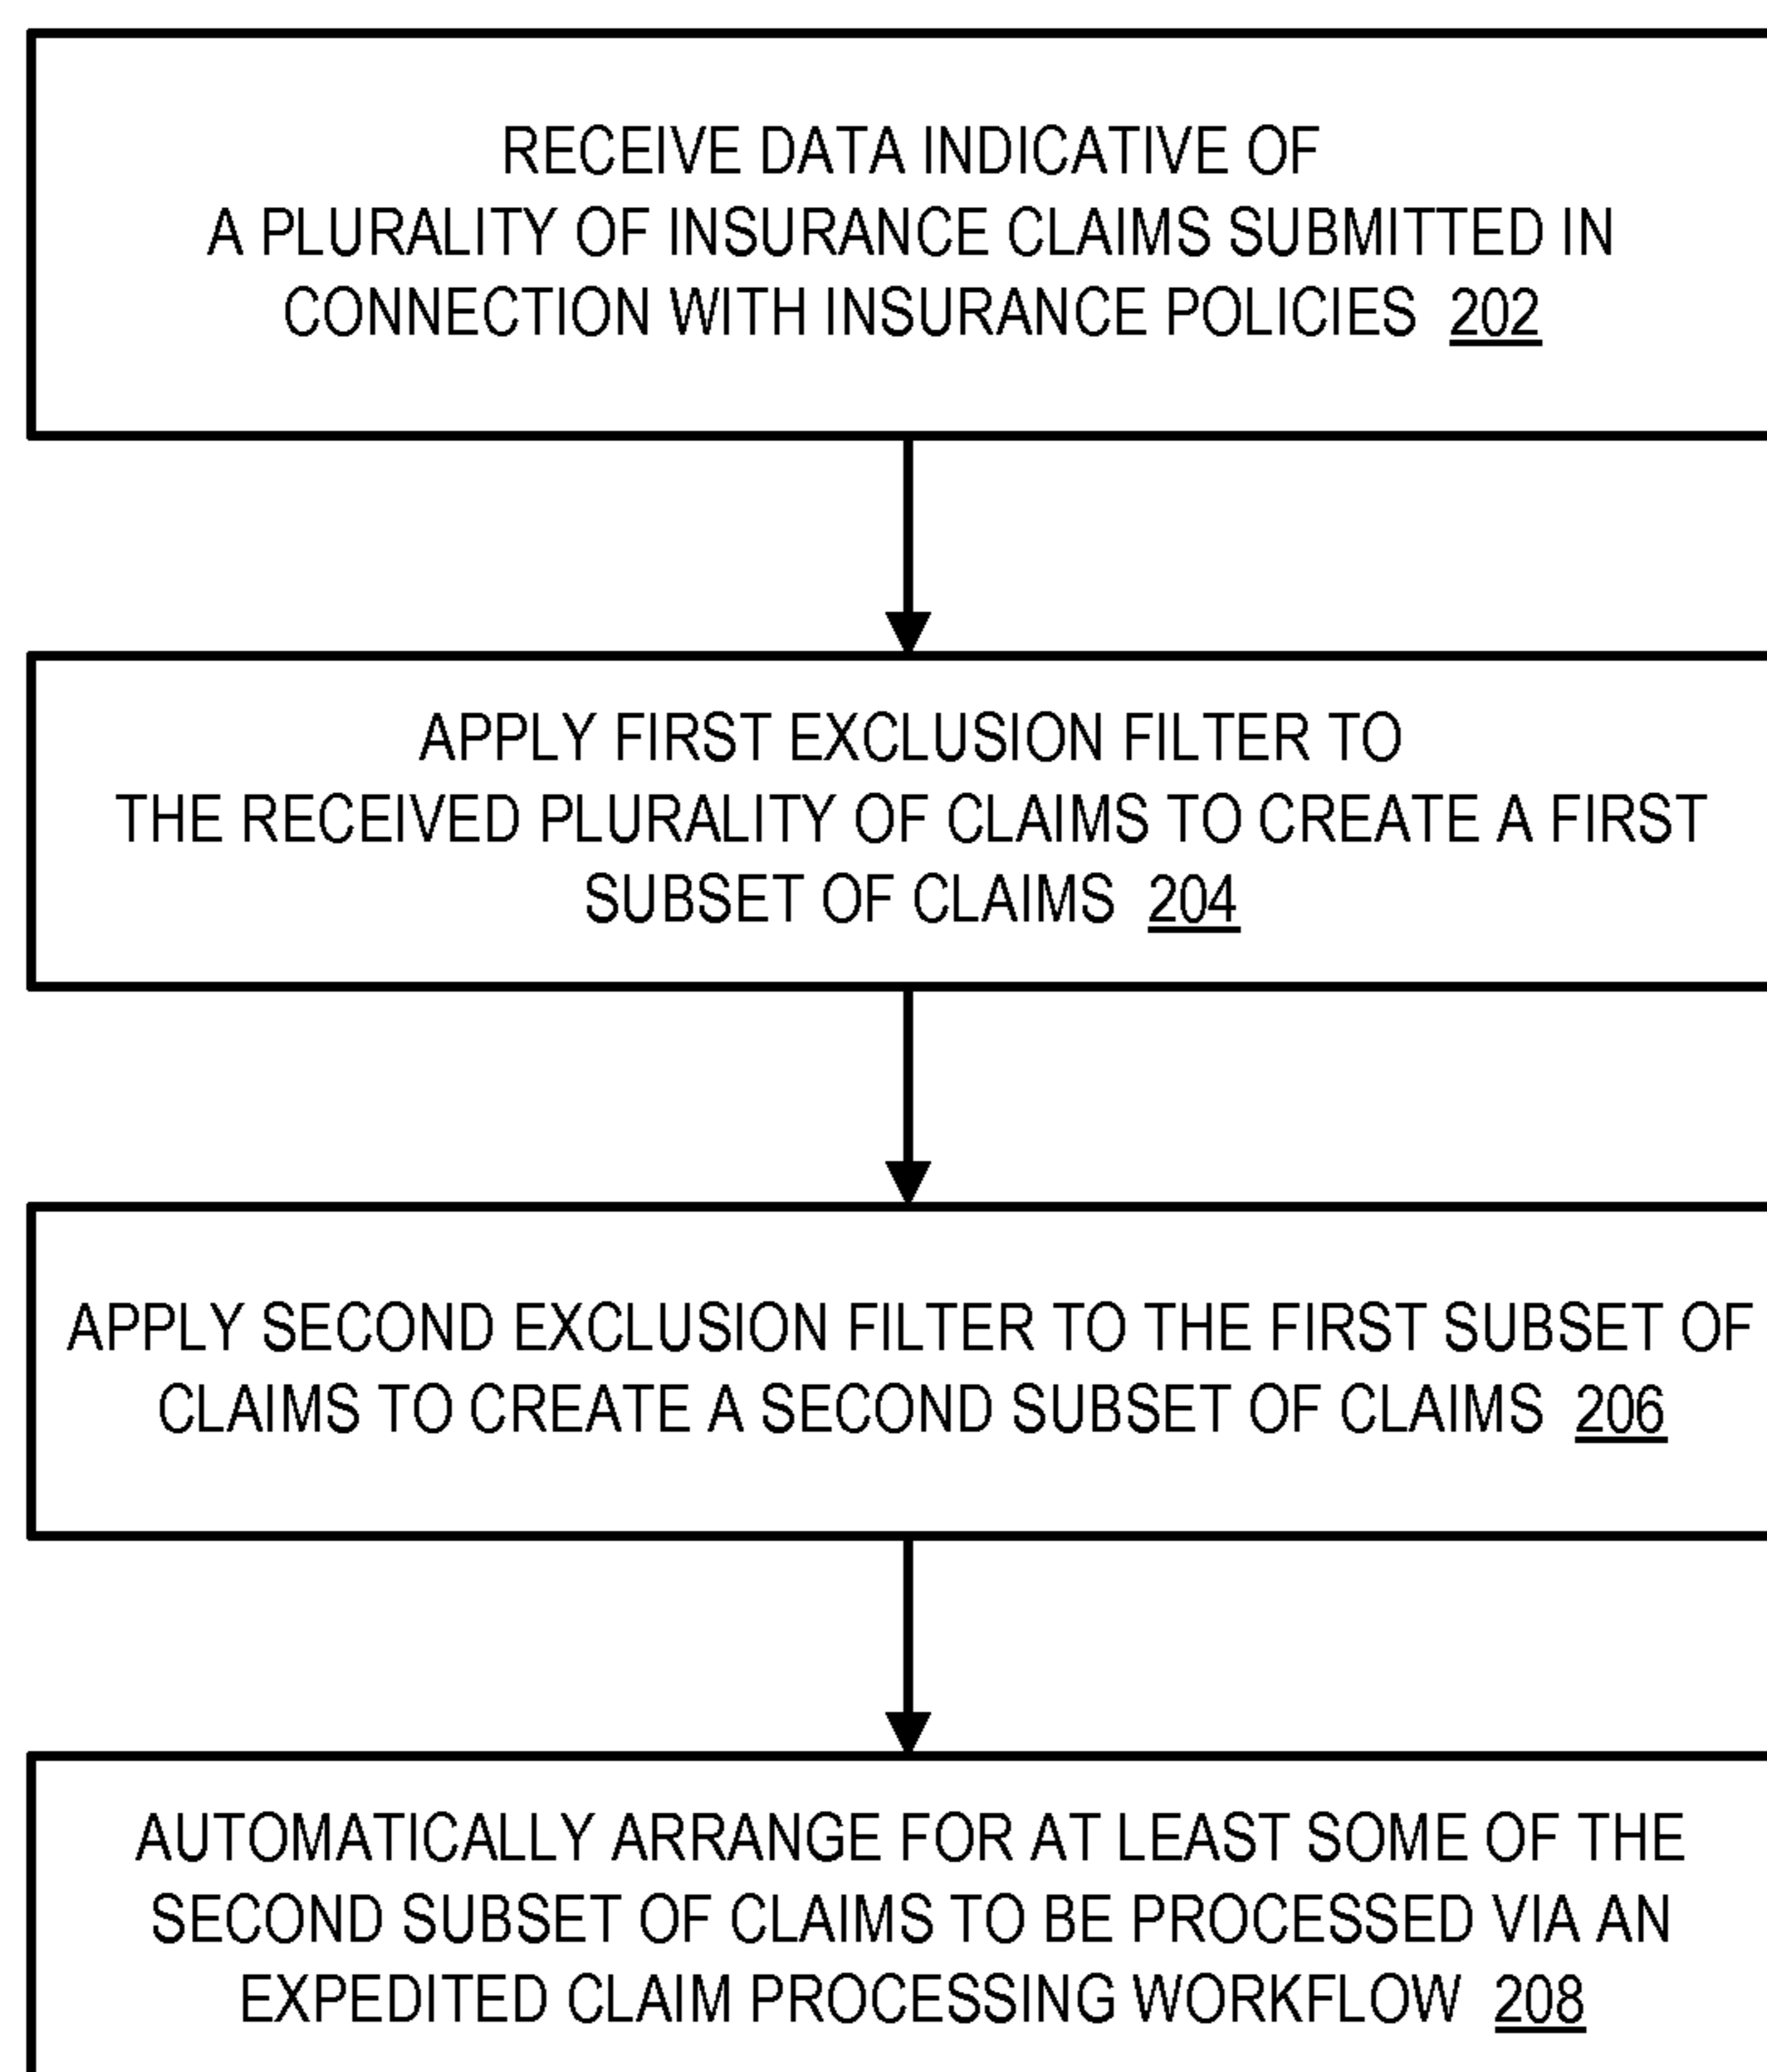 RECEIVE DATA INDICATIVE OF
A PLURALITY OF INSURANCE CLAIMS SUBMITTED IN
CONNECTION WITH INSURANCE POLICIES 202
APPLY FIRST EXCLUSION FILTER TO
THE RECEIVED PLURALITY OF CLAIMS TO CREATE A FIRST
SUBSET OF CLAIMS 204
APPLY SECOND EXCLUSION FILTER TO THE FIRST SUBSET OF
CLAIMS TO CREATE A SECOND SUBSET OF CLAIMS 206
AUTOMATICALLY ARRANGE FOR AT LEAST SOME OF THE
SECOND SUBSET OF CLAIMS TO BE PROCESSED VIA AN
EXPEDITED CLAIM PROCESSING WORKFLOW 208